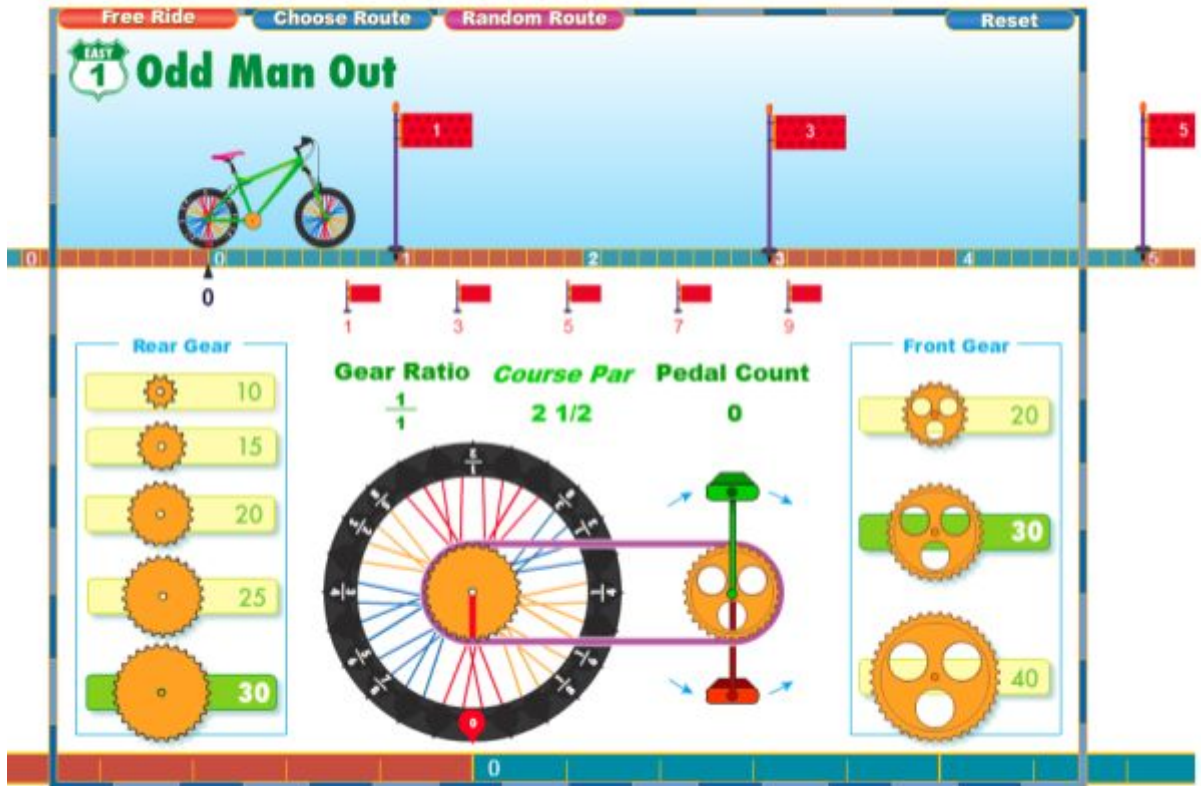 Free Ride Choose Route Random Route Reset
EASY
1 Odd Man Out
1 3 5
0 0 1 2 3 4 5
0
1 3 5 7 9
Rear Gear
10
15
20
25
30
Gear Ratio Course Par Pedal Count
1/1 2 1/2 0
Front Gear
20
30
40
0
0